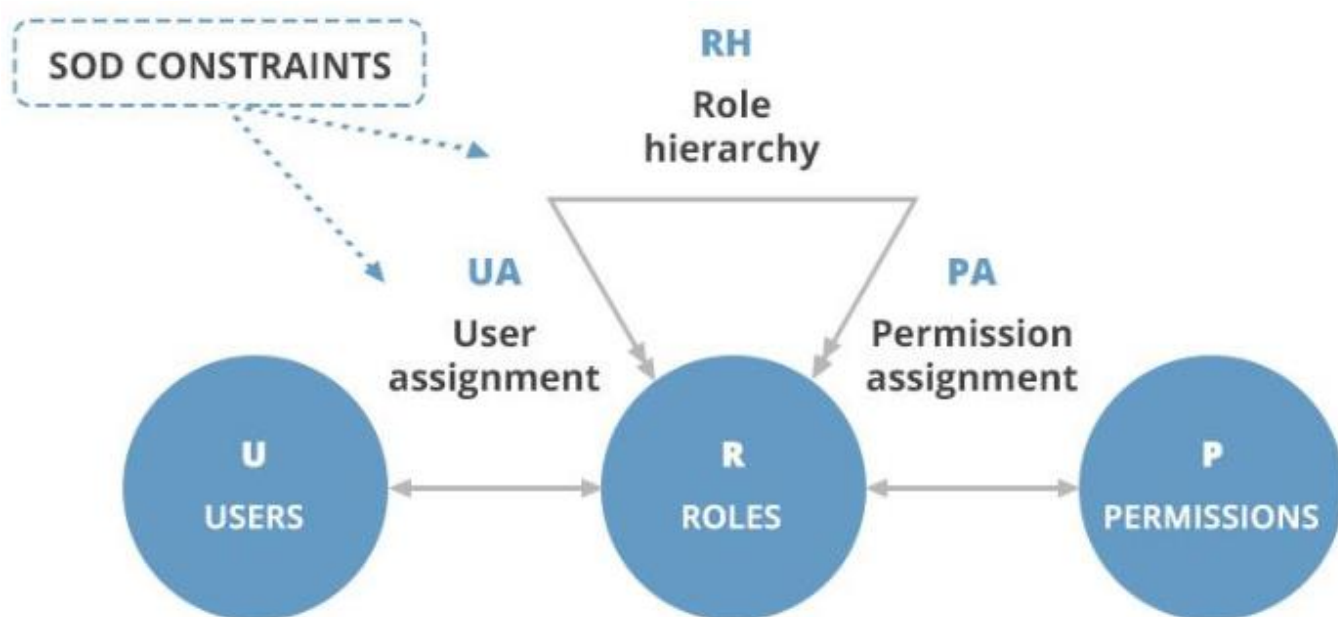 SOD CONSTRAINTS
RH
Role
hierarchy
UA
User
assignment
PA
Permission
assignment
U
USERS
R
ROLES
P
PERMISSIONS